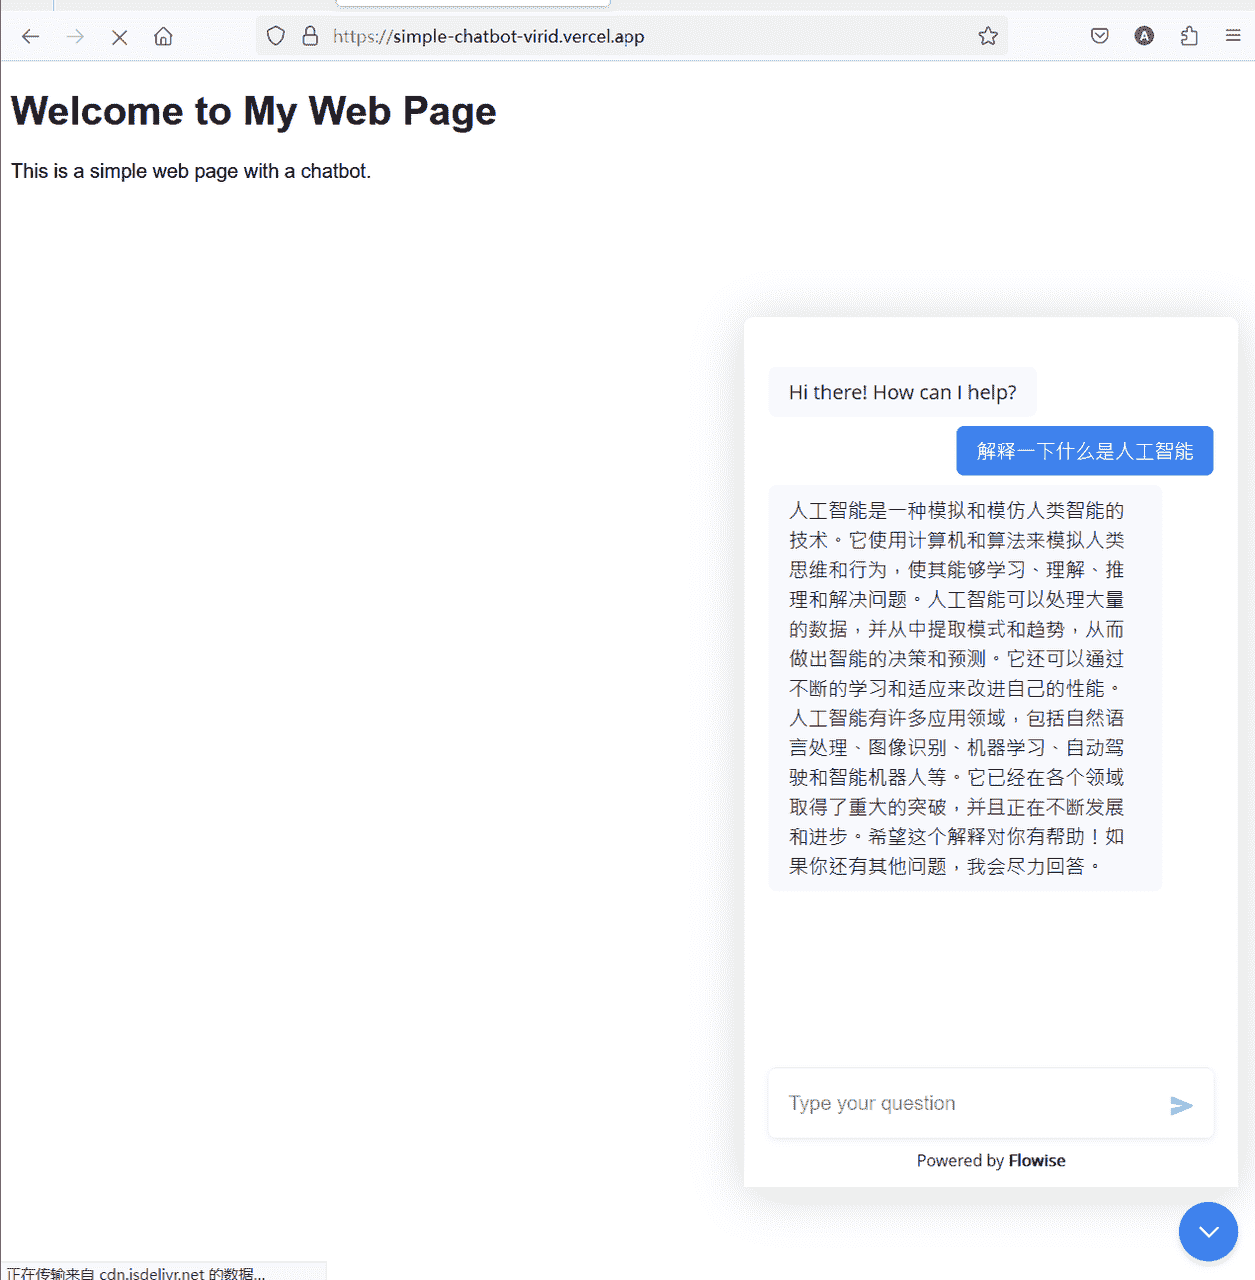 https://simple-chatbot-virid.vercel.app
A
Welcome to My Web Page
This is a simple web page with a chatbot.
Hi there! How can I help?
解释一下什么是人工智能
人工智能是一种模拟和模仿人类智能的
技术。它使用计算机和算法来模拟人类
思维和行为，使其能够学习、理解、推
理和解决问题。人工智能可以处理大量
的数据，并从中提取模式和趋势，从而
做出智能的决策和预测。它还可以通过
不断的学习和适应来改进自己的性能。
人工智能有许多应用领域，包括自然语
言处理、图像识别、机器学习、自动驾
驶和智能机器人等。它已经在各个领域
取得了重大的突破，并且正在不断发展
和进步。希望这个解释对你有帮助！如
果你还有其他问题，我会尽力回答。
Type your question
Powered by Flowise
正在传输来自 cdn.jsdelivr.net 的数据...